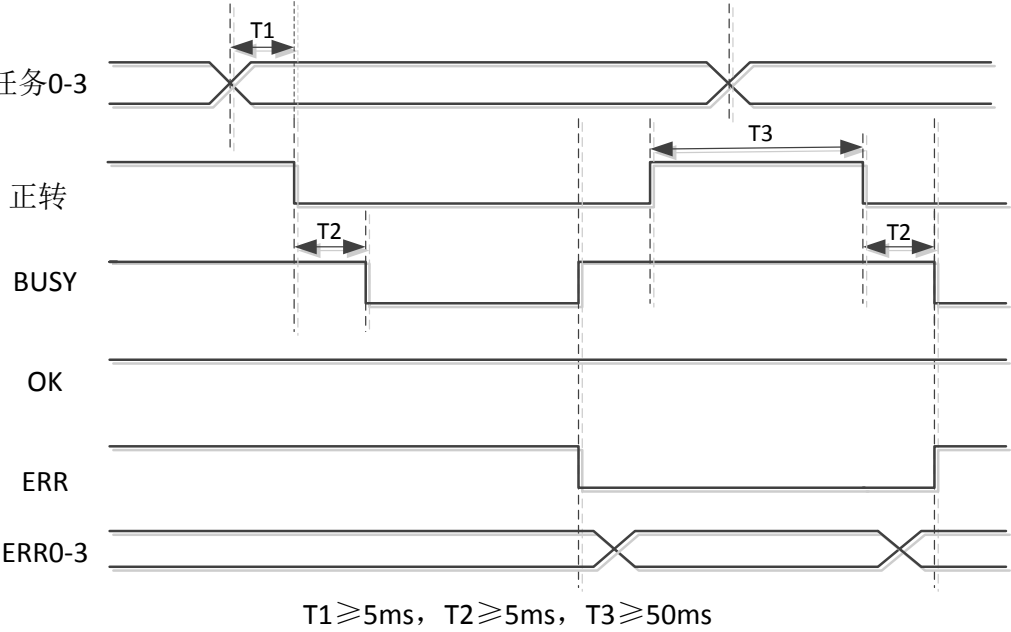 T1
任务0-3
T3
正转
T2
T2
BUSY
OK
ERR
ERR0-3
T1≥5ms，T2≥5ms，T3≥50ms